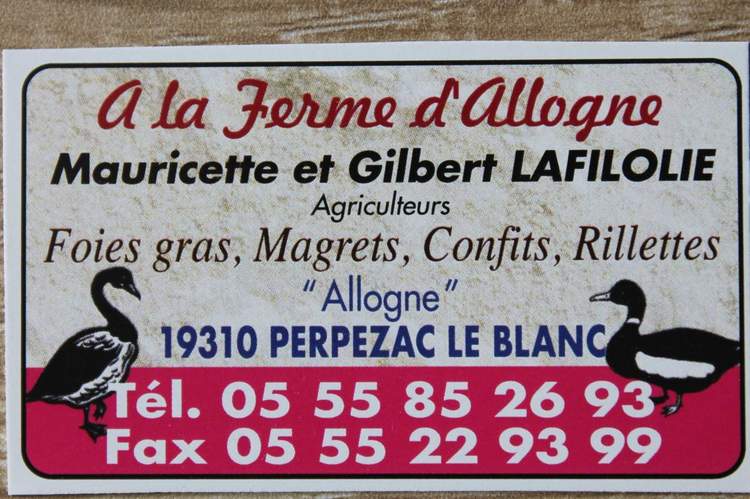 A la Ferme d'Allogne
Mauricette et Gilbert LAFILOLIE
Agriculteurs
Foies gras, Magrets, Confits, Rillettes
"Allogne"
19310 PERPEZAC LE BLANC
Tél. 05 55 85 26 93
Fax 05 55 22 93 99